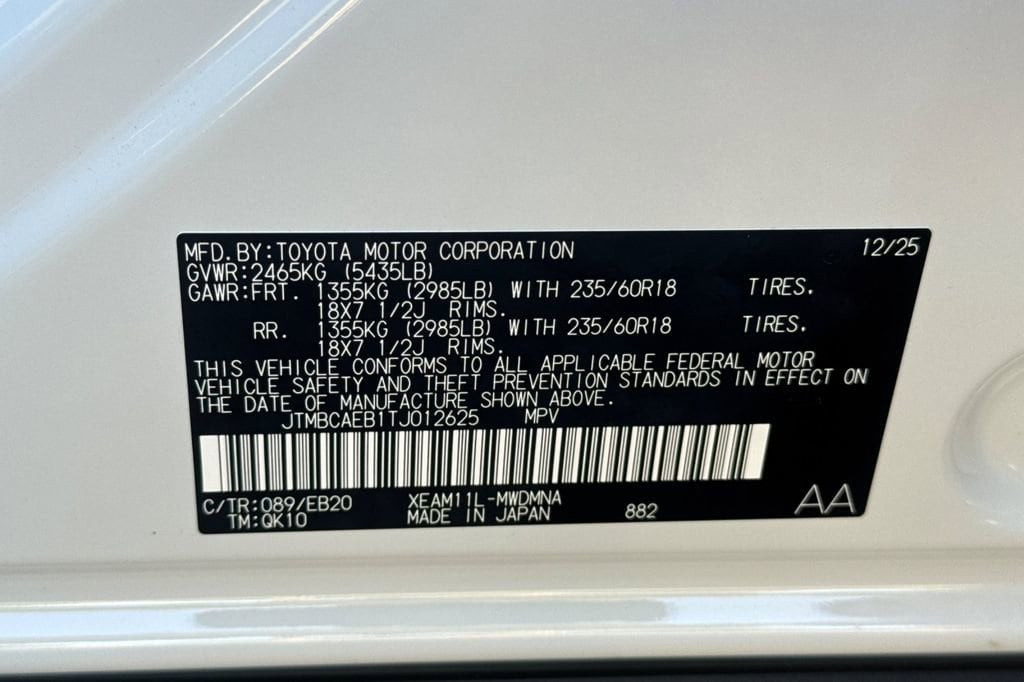 MFD.BY:TOYOTA MOTOR CORPORATION 12/25
GVWR:2465KG (5435LB)
GAWR:FRT. 1355KG (2985LB) WITH 235/60R18 TIRES.
18X7 1/2J RIMS.
RR. 1355KG (2985LB) WITH 235/60R18 TIRES.
18X7 1/2J RIMS.
THIS VEHICLE CONFORMS TO ALL APPLICABLE FEDERAL MOTOR
VEHICLE SAFETY AND THEFT PREVENTION STANDARDS IN EFFECT ON
THE DATE OF MANUFACTURE SHOWN ABOVE.
JTMBCAEB1TJ012625 MPV
C/TR:089/EB20 XEAM11L-MWDMNA
TM:QK10 MADE IN JAPAN 882 AA